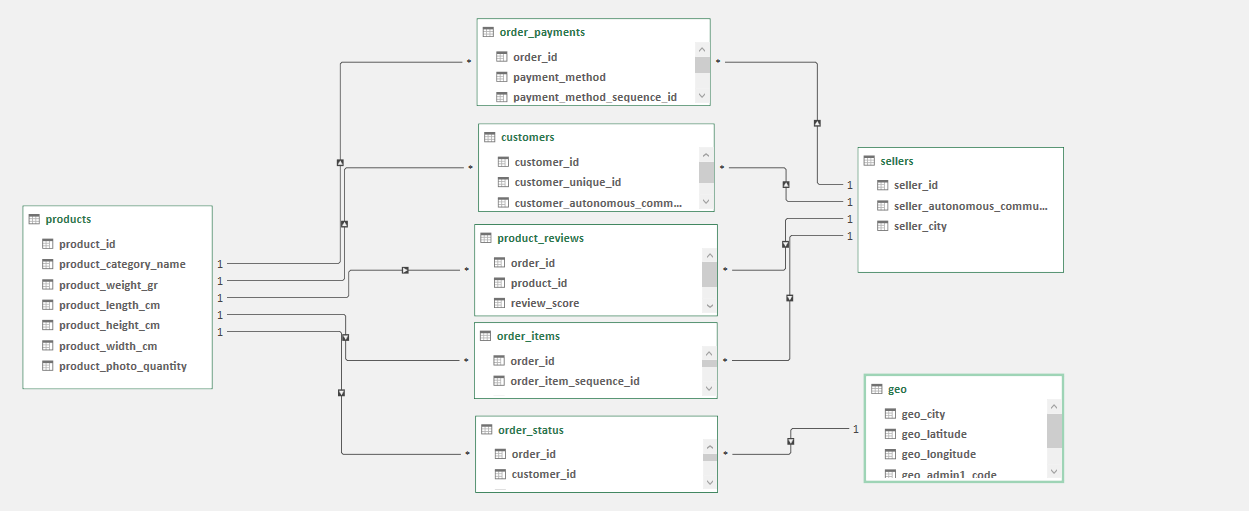 order_payments
order_id
payment_method
payment_method_sequence_id
*
*
customers
customer_id
customer_unique_id
customer_autonomous_comm...
*
*
sellers
seller_id
seller_autonomous_commu...
seller_city
1
1
1
1
products
product_id
product_category_name
product_weight_gr
product_length_cm
product_height_cm
product_width_cm
product_photo_quantity
1
1
1
1
1
product_reviews
order_id
product_id
review_score
*
*
order_items
order_id
order_item_sequence_id
*
*
order_status
order_id
customer_id
*
*
geo
geo_city
geo_latitude
geo_longitude
geo_admin1_code
1